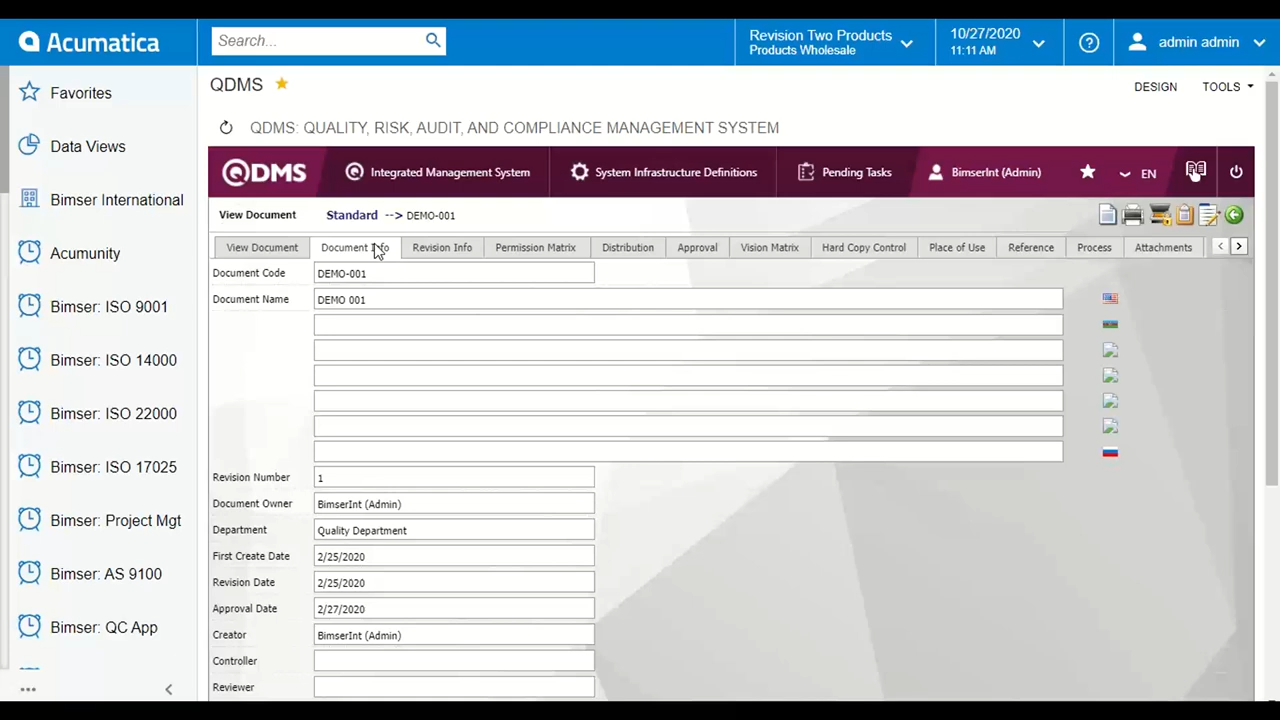 Acumatica
Search...
Revision Two Products
Products Wholesale
10/27/2020
11:11 AM
admin admin
Favorites
Data Views
Bimser International
Acumunity
Bimser: ISO 9001
Bimser: ISO 14000
Bimser: ISO 22000
Bimser: ISO 17025
Bimser: Project Mgt
Bimser: AS 9100
Bimser: QC App
QDMS
DESIGN
TOOLS
QDMS: QUALITY, RISK, AUDIT, AND COMPLIANCE MANAGEMENT SYSTEM
QDMS
Integrated Management System
System Infrastructure Definitions
Pending Tasks
BimserInt (Admin)
EN
View Document
Standard --> DEMO-001
View Document
Document Info
Revision Info
Permission Matrix
Distribution
Approval
Vision Matrix
Hard Copy Control
Place of Use
Reference
Process
Attachments
Document Code
DEMO-001
Document Name
DEMO 001
Revision Number
1
Document Owner
BimserInt (Admin)
Department
Quality Department
First Create Date
2/25/2020
Revision Date
2/25/2020
Approval Date
2/27/2020
Creator
BimserInt (Admin)
Controller
Reviewer